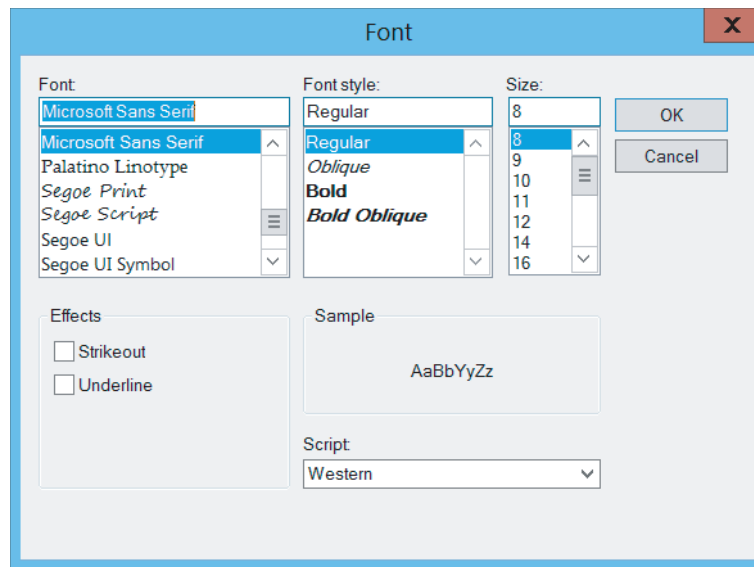 Font
X
Font:
Microsoft Sans Serif
Microsoft Sans Serif
Palatino Linotype
Segoe Print
Segoe Script
Segoe UI
Segoe UI Symbol
Font style:
Regular
Regular
Oblique
Bold
Bold Oblique
Size:
8
8
9
10
11
12
14
16
OK
Cancel
Effects
Strikeout
Underline
Sample
AaBbYyZz
Script:
Western